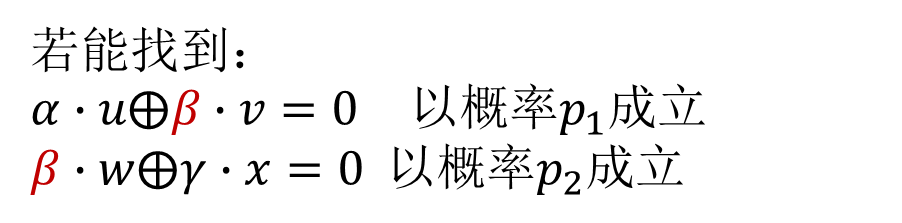 若能找到：
𝛼 · 𝑢⨁𝛽 · 𝑣 = 0 以概率𝑝₁成立
𝛽 · 𝑤⨁𝛾 · 𝑥 = 0 以概率𝑝₂成立